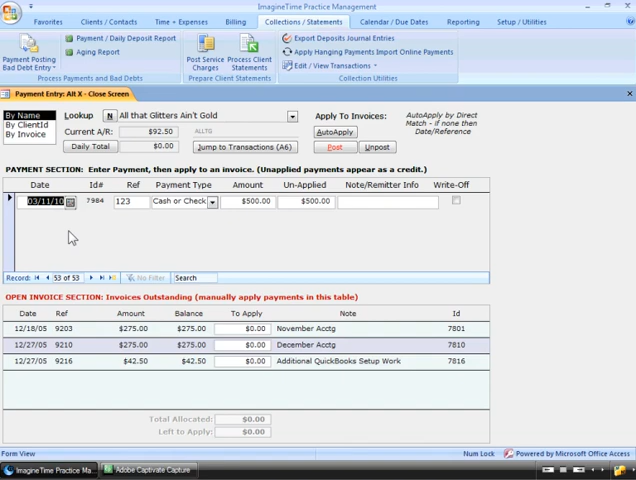 ImagineTime Practice Management
Favorites Clients / Contacts Time + Expenses Billing Collections / Statements Calendar / Due Dates Reporting Setup / Utilities
Payment Posting Bad Debt Entry
Payment / Daily Deposit Report
Aging Report
Process Payments and Bad Debts
Post Service Charges
Process Client Statements
Prepare Client Statements
Export Deposits Journal Entries
Apply Hanging Payments Import Online Payments
Edit / View Transactions
Collection Utilities
Payment Entry: Alt X - Close Screen
By Name
By ClientId
By Invoice
Lookup N All that Glitters Ain't Gold
Current A/R: $92.50 ALLTG
Daily Total $0.00 Jump to Transactions (A6)
Apply To Invoices:
AutoApply
Post Unpost
AutoApply by Direct
Match - if none then
Date/Reference
PAYMENT SECTION: Enter Payment, then apply to an invoice. (Unapplied payments appear as a credit.)
Date Id# Ref Payment Type Amount Un-Applied Note/Remitter Info Write-Off
03/11/10 7984 123 Cash or Check $500.00 $500.00
Record: 53 of 53 No Filter Search
OPEN INVOICE SECTION: Invoices Outstanding (manually apply payments in this table)
Date Ref Amount Balance To Apply Note Id
12/18/05 9203 $275.00 $275.00 $0.00 November Acctg 7801
12/27/05 9210 $275.00 $275.00 $0.00 December Acctg 7810
12/27/05 9216 $42.50 $42.50 $0.00 Additional QuickBooks Setup Work 7816
Total Allocated: $0.00
Left to Apply: $0.00
Form View Num Lock Powered by Microsoft Office Access
ImagineTime Practice Ma... Adobe Captivate Capture